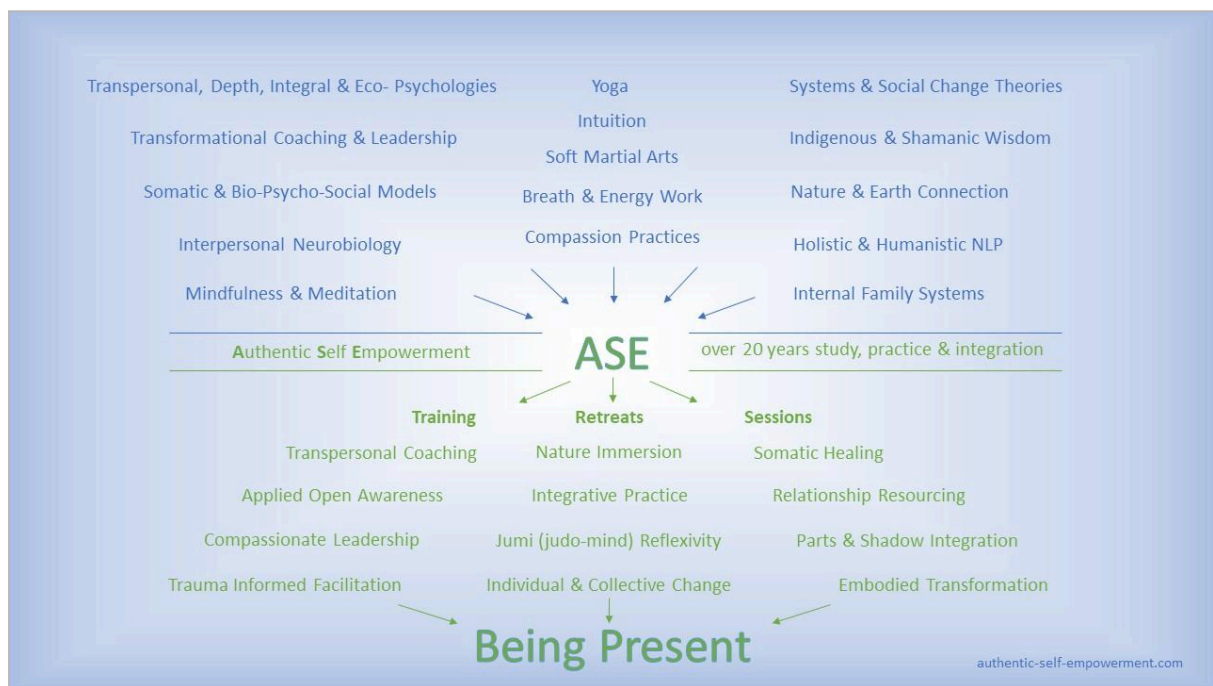 Transpersonal, Depth, Integral & Eco- Psychologies
Yoga
Systems & Social Change Theories
Intuition
Transformational Coaching & Leadership
Indigenous & Shamanic Wisdom
Soft Martial Arts
Somatic & Bio-Psycho-Social Models
Breath & Energy Work
Nature & Earth Connection
Interpersonal Neurobiology
Compassion Practices
Holistic & Humanistic NLP
Mindfulness & Meditation
Internal Family Systems
Authentic Self Empowerment
ASE
over 20 years study, practice & integration
Training
Retreats
Sessions
Transpersonal Coaching
Nature Immersion
Somatic Healing
Applied Open Awareness
Integrative Practice
Relationship Resourcing
Compassionate Leadership
Jumi (judo-mind) Reflexivity
Parts & Shadow Integration
Trauma Informed Facilitation
Individual & Collective Change
Embodied Transformation
Being Present
authentic-self-empowerment.com